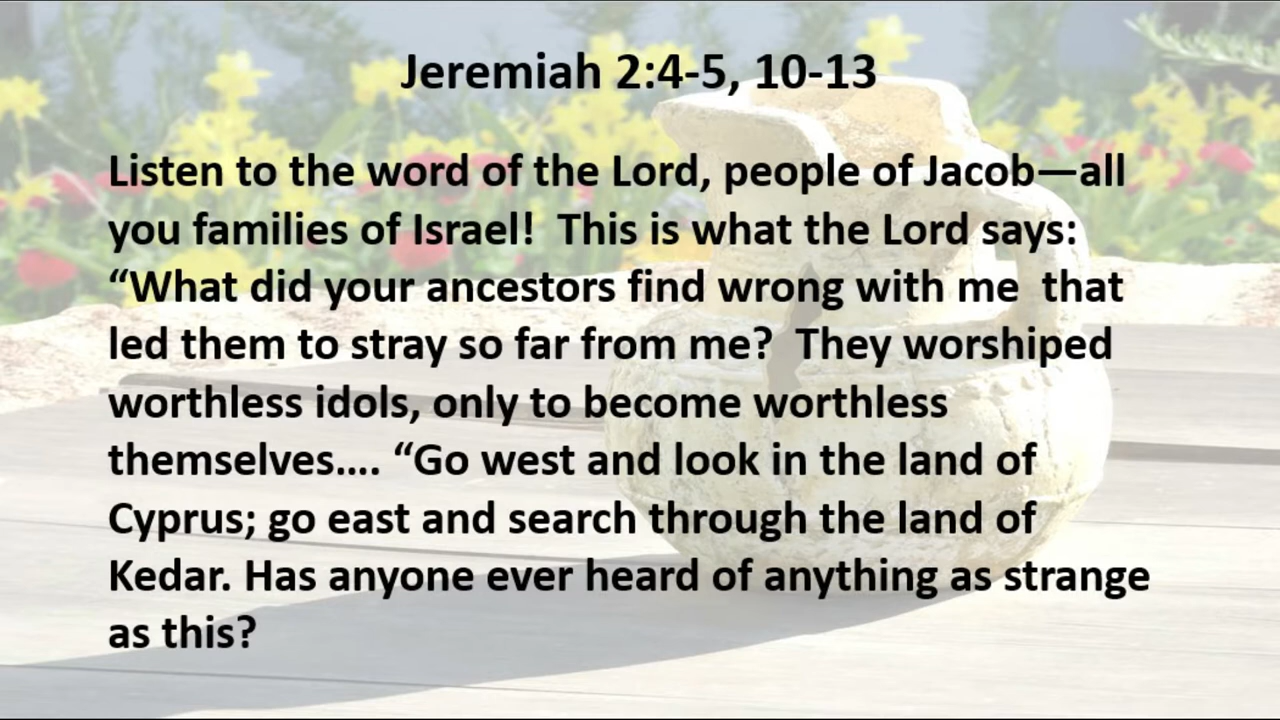 Jeremiah 2:4-5, 10-13
Listen to the word of the Lord, people of Jacob—all
you families of Israel!  This is what the Lord says:
“What did your ancestors find wrong with me  that
led them to stray so far from me?  They worshiped
worthless idols, only to become worthless
themselves…. “Go west and look in the land of
Cyprus; go east and search through the land of
Kedar. Has anyone ever heard of anything as strange
as this?